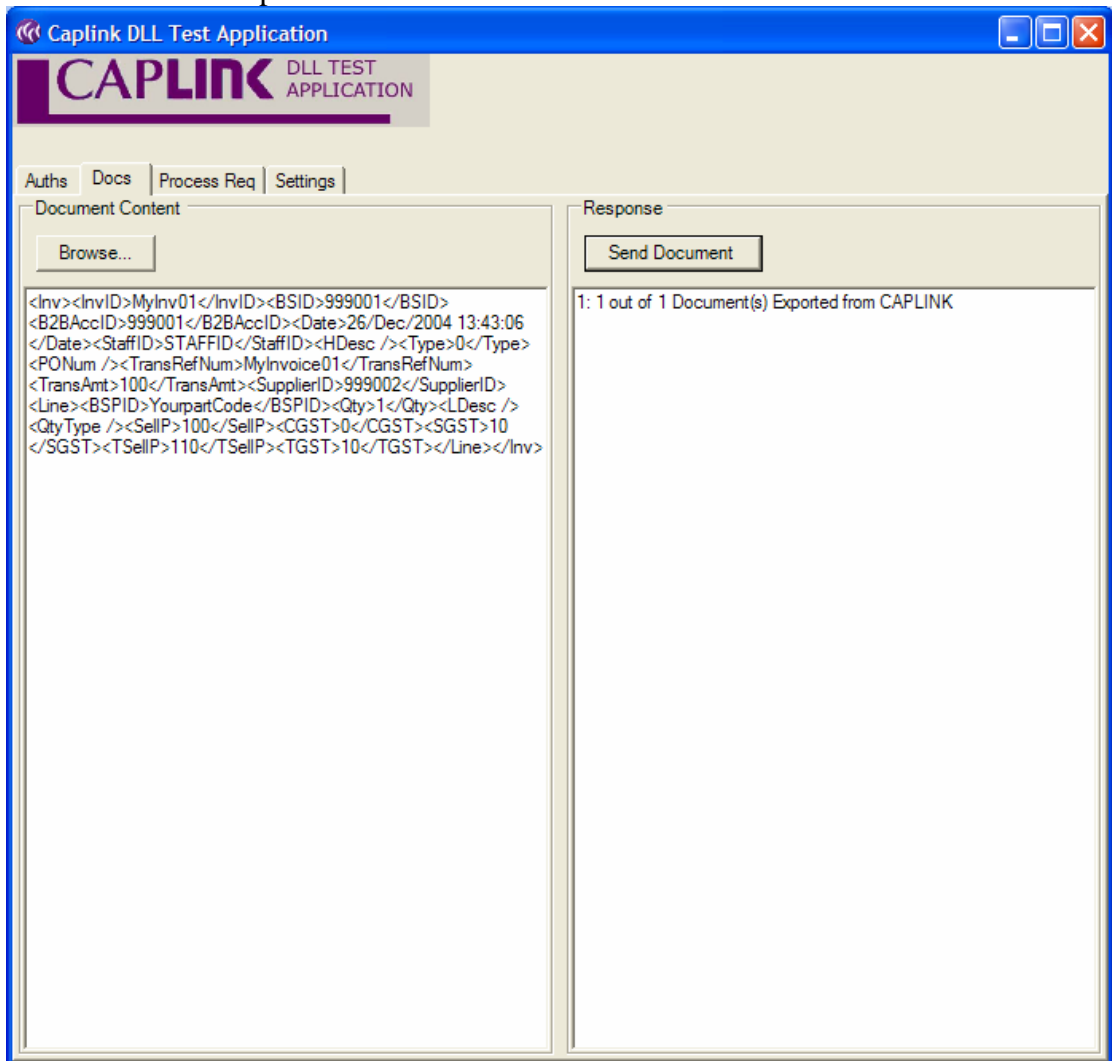 Caplink DLL Test Application
CAPLINK DLL TEST
APPLICATION
Auths Docs Process Req Settings
Document Content
Browse...
<Inv><InvID>MyInv01</InvID><BSID>999001</BSID>
<B2BAccID>999001</B2BAccID><Date>26/Dec/2004 13:43:06
</Date><StaffID>STAFFID</StaffID><HDesc /><Type>0</Type>
<PONum /><TransRefNum>MyInvoice01</TransRefNum>
<TransAmt>100</TransAmt><SupplierID>999002</SupplierID>
<Line><BSPID>YourpartCode</BSPID><Qty>1</Qty><LDesc />
<QtyType /><SellP>100</SellP><CGST>0</CGST><SGST>10
</SGST><TSellP>110</TSellP><TGST>10</TGST></Line></Inv>
Response
Send Document
1: 1 out of 1 Document(s) Exported from CAPLINK